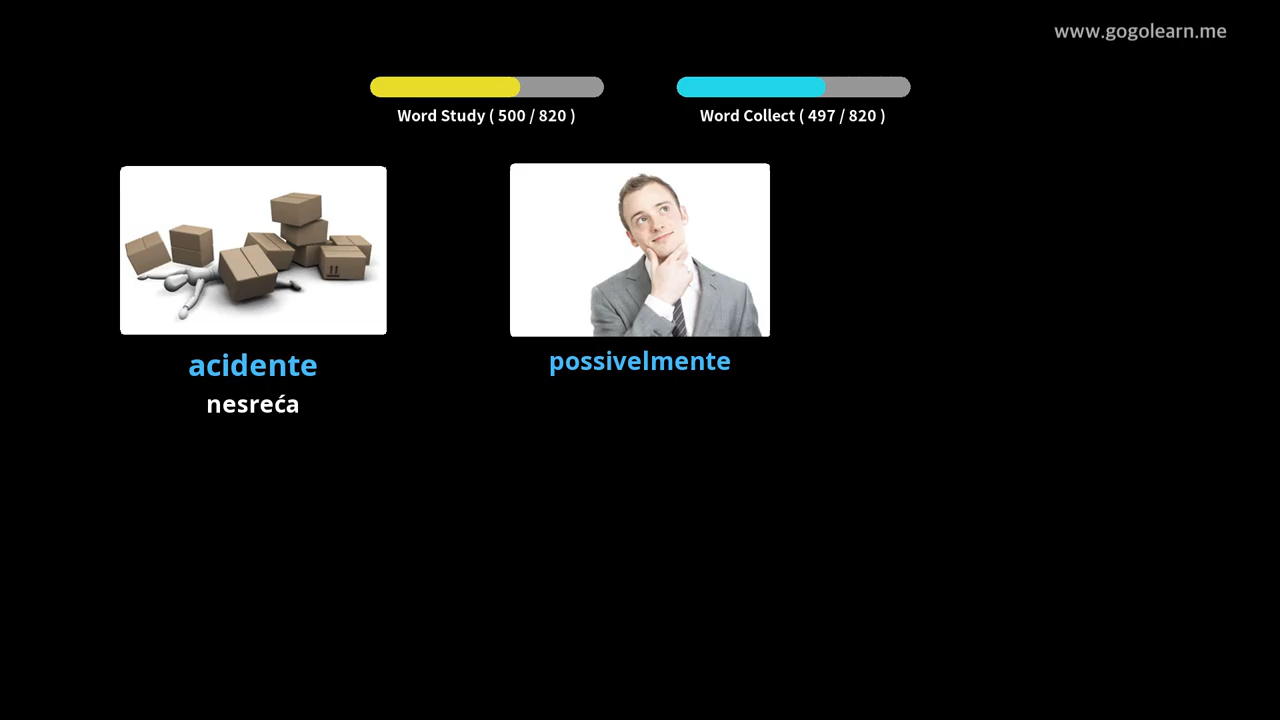 www.gogolearn.me
Word Study ( 500 / 820 )
Word Collect ( 497 / 820 )
acidente
nesreća
possivelmente